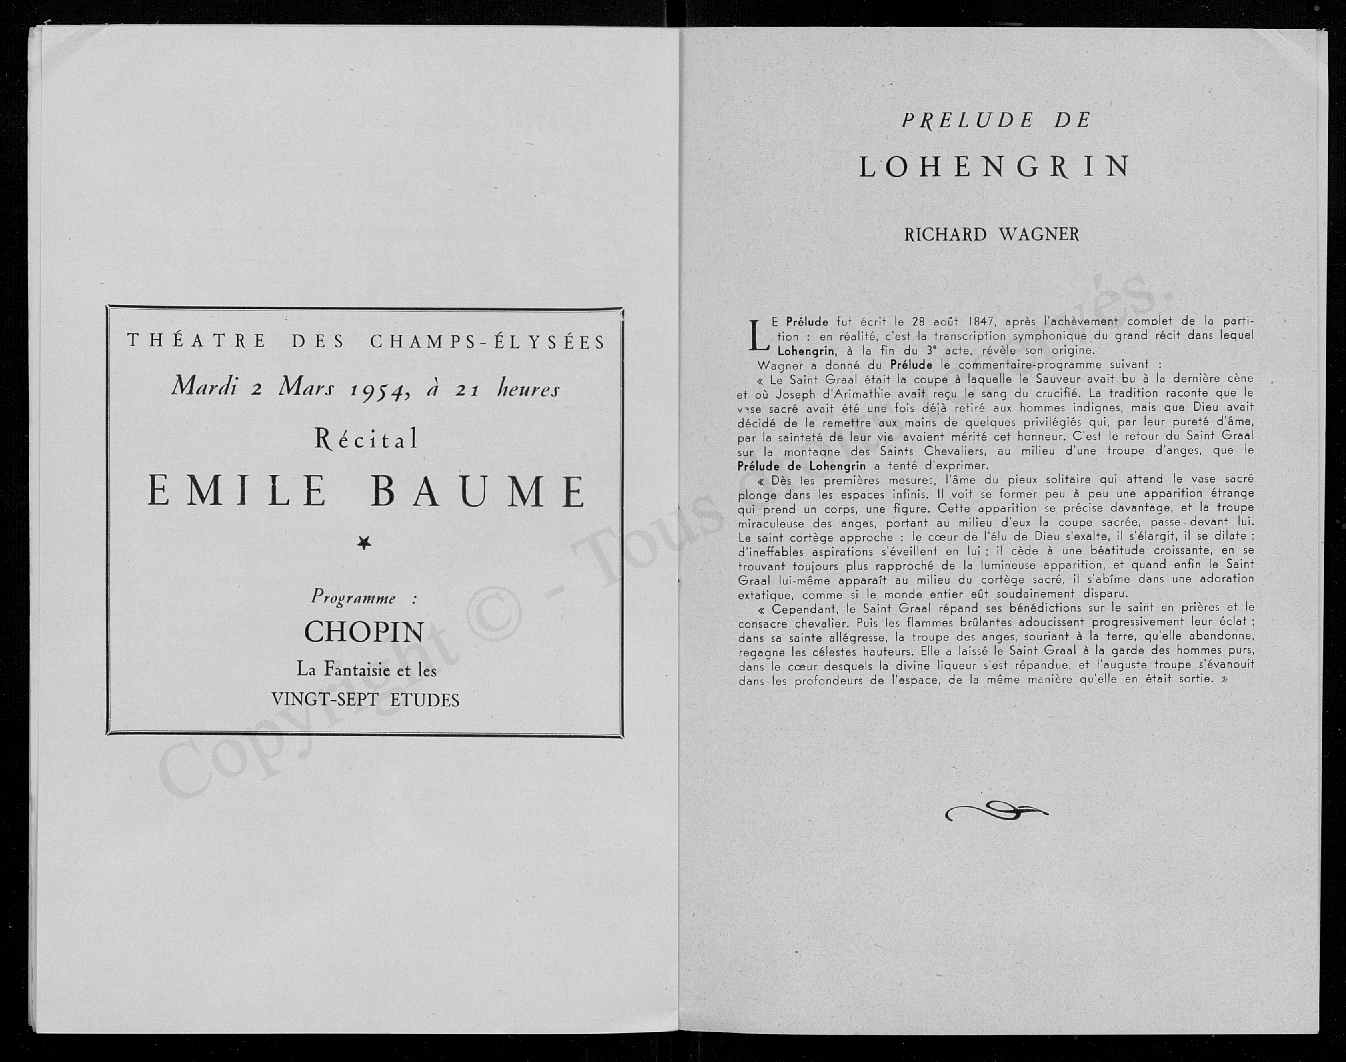 THÉATRE DES CHAMPS-ÉLYSÉES
Mardi 2 Mars 1954, à 21 heures
Récital
EMILE BAUME
Programme :
CHOPIN
La Fantaisie et les
VINGT-SEPT ETUDES
PRELUDE DE
LOHENGRIN
RICHARD WAGNER
LE Prélude fut écrit le 28 août 1847, après l'achèvement complet de la parti-
tion : en réalité, c'est la transcription symphonique du grand récit dans lequel
Lohengrin, à la fin du 3e acte, révèle son origine.
Wagner a donné du Prélude le commentaire-programme suivant :
« Le Saint Graal était la coupe à laquelle le Sauveur avait bu à la dernière cène
et où Joseph d'Arimathie avait reçu le sang du crucifié. La tradition raconte que le
vase sacré avait été une fois déjà retiré aux hommes indignes, mais que Dieu avait
décidé de le remettre aux mains de quelques privilégiés qui, par leur pureté d'âme,
par la sainteté de leur vie avaient mérité cet honneur. C'est le retour du Saint Graal
sur la montagne des Saints Chevaliers, au milieu d'une troupe d'anges, que le
Prélude de Lohengrin a tenté d'exprimer.
« Dès les premières mesures, l'âme du pieux solitaire qui attend le vase sacré
plonge dans les espaces infinis. Il voit se former peu à peu une apparition étrange
qui prend un corps, une figure. Cette apparition se précise davantage, et la troupe
miraculeuse des anges, portant au milieu d'eux la coupe sacrée, passe devant lui.
Le saint cortège approche : le cœur de l'élu de Dieu s'exalte, il s'élargit, il se dilate ;
d'ineffables aspirations s'éveillent en lui ; il cède à une béatitude croissante, en se
trouvant toujours plus rapproché de la lumineuse apparition, et quand enfin le Saint
Graal lui-même apparaît au milieu du cortège sacré, il s'abîme dans une adoration
extatique, comme si le monde entier eût soudainement disparu.
« Cependant, le Saint Graal répand ses bénédictions sur le saint en prières et le
consacre chevalier. Puis les flammes brûlantes adoucissent progressivement leur éclat ;
dans sa sainte allégresse, la troupe des anges, souriant à la terre, qu'elle abandonne,
regagne les célestes hauteurs. Elle a laissé le Saint Graal à la garde des hommes purs,
dans le cœur desquels la divine liqueur s'est répandue, et l'auguste troupe s'évanouit
dans les profondeurs de l'espace, de la même manière qu'elle en était sortie. »
Copyright © - Tous